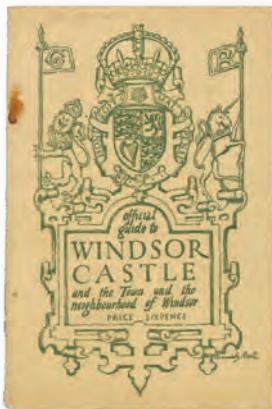 G
R
official
guide to
WINDSOR
CASTLE
and the Town and the
neighbourhood of Windsor
PRICE SIXPENCE